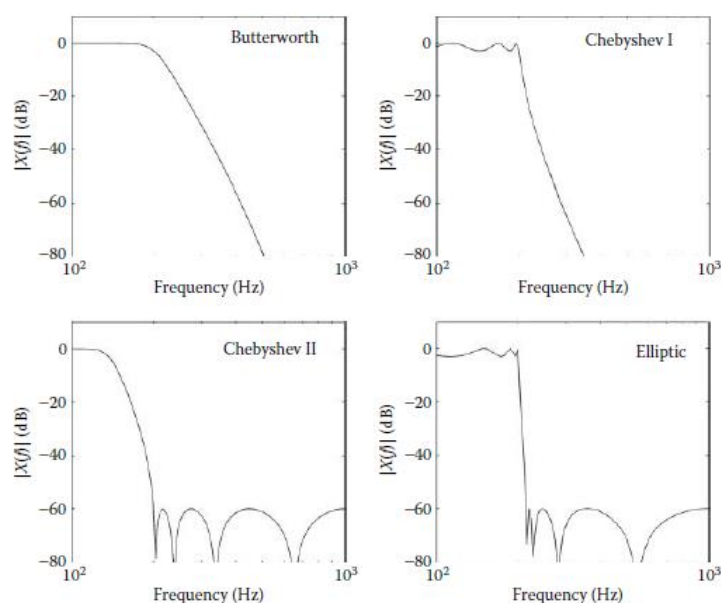 Butterworth
0
−20
−40
−60
−80
|X(f)| (dB)
10²
10³
Frequency (Hz)
Chebyshev I
0
−20
−40
−60
−80
|X(f)| (dB)
10²
10³
Frequency (Hz)
Chebyshev II
0
−20
−40
−60
−80
|X(f)| (dB)
10²
10³
Frequency (Hz)
Elliptic
0
−20
−40
−60
−80
|X(f)| (dB)
10²
10³
Frequency (Hz)